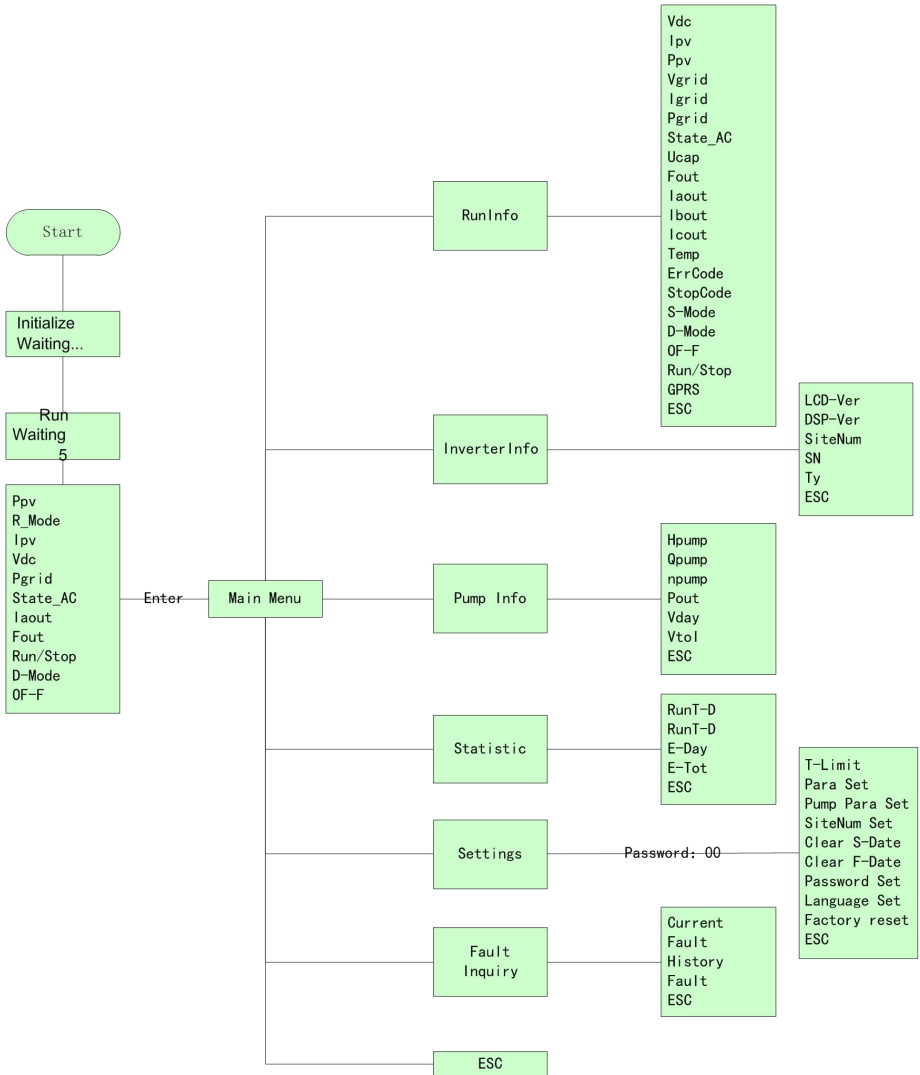 Start
Initialize
Waiting...
Run
Waiting
5
Ppv
R_Mode
Ipv
Vdc
Pgrid
State_AC
Iaout
Fout
Run/Stop
D-Mode
OF-F
Enter
Main Menu
RunInfo
Vdc
Ipv
Ppv
Vgrid
Igrid
Pgrid
State_AC
Ucap
Fout
Iaout
Ibout
Icout
Temp
ErrCode
StopCode
S-Mode
D-Mode
OF-F
Run/Stop
GPRS
ESC
InverterInfo
LCD-Ver
DSP-Ver
SiteNum
SN
Ty
ESC
Pump Info
Hpump
Qpump
npump
Pout
Vday
Vtol
ESC
Statistic
RunT-D
RunT-D
E-Day
E-Tot
ESC
Settings
Password: 00
T-Limit
Para Set
Pump Para Set
SiteNum Set
Clear S-Date
Clear F-Date
Password Set
Language Set
Factory reset
ESC
Fault
Inquiry
Current
Fault
History
Fault
ESC
ESC